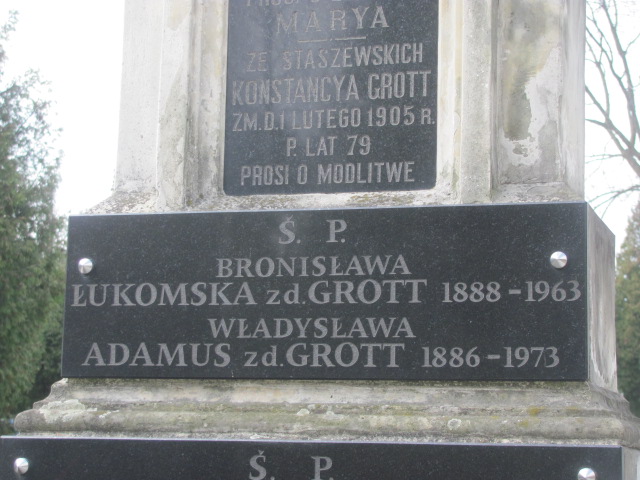 MARYA
ZE STASZEWSKICH
KONSTANCYA GROTT
ZM.D.1 LUTEGO 1905 R.
P. LAT 79
PROSI O MODLITWE
Ś. P.
BRONISŁAWA
ŁUKOMSKA zd.GROTT 1888-1963
WŁADYSŁAWA
ADAMUS zd.GROTT 1886-1973
Ś. P.